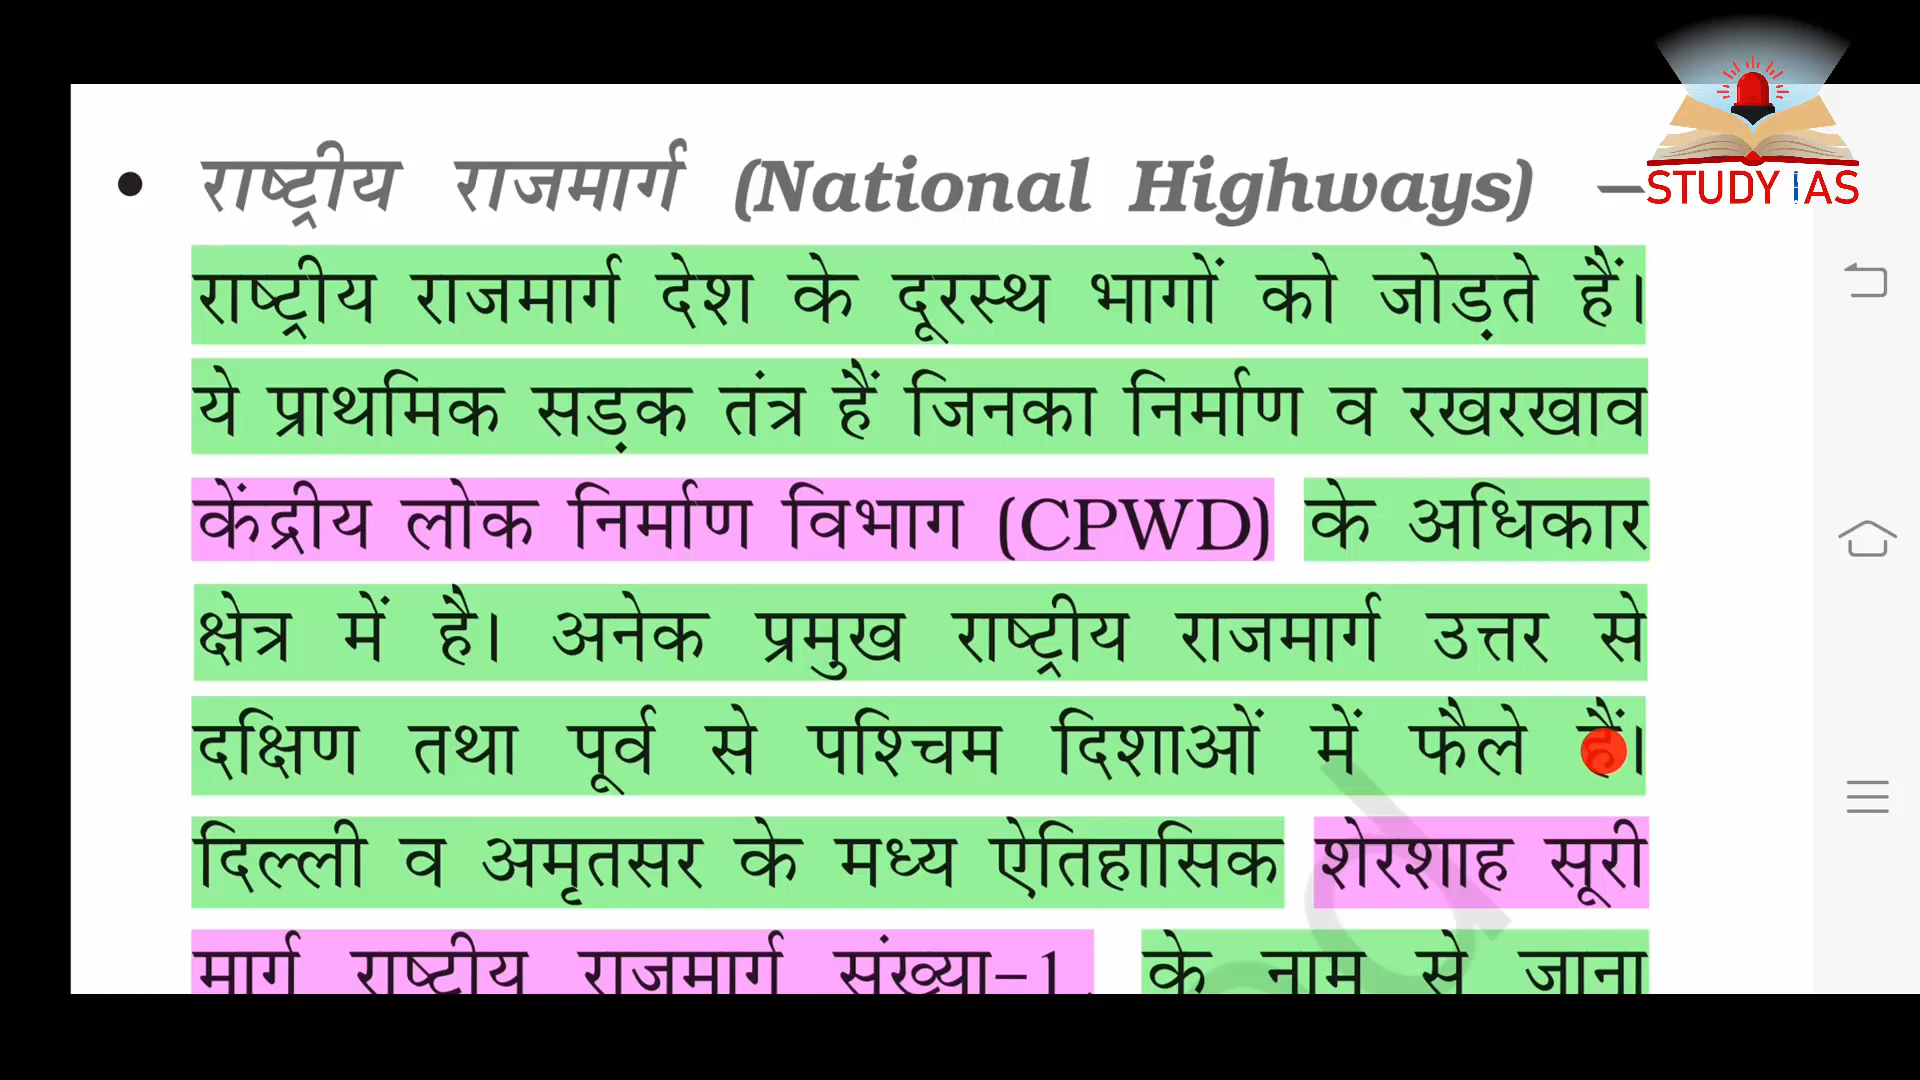 • राष्ट्रीय राजमार्ग (National Highways) –
STUDY IAS
राष्ट्रीय राजमार्ग देश के दूरस्थ भागों को जोड़ते हैं।
ये प्राथमिक सड़क तंत्र हैं जिनका निर्माण व रखरखाव
केंद्रीय लोक निर्माण विभाग (CPWD) के अधिकार
क्षेत्र में है। अनेक प्रमुख राष्ट्रीय राजमार्ग उत्तर से
दक्षिण तथा पूर्व से पश्चिम दिशाओं में फैले हैं।
दिल्ली व अमृतसर के मध्य ऐतिहासिक शेरशाह सूरी
मार्ग राष्ट्रीय राजमार्ग संख्या–1 के नाम से जाना